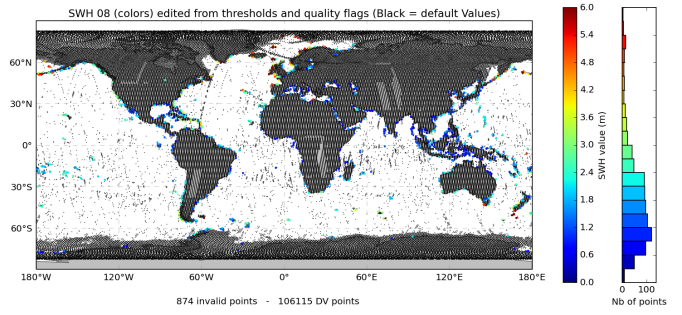 SWH 08 (colors) edited from thresholds and quality flags (Black = default Values)
60°N
30°N
0°
30°S
60°S
180°W 120°W 60°W 0° 60°E 120°E 180°E
874 invalid points - 106115 DV points
6.0
5.4
4.8
4.2
3.6
3.0
2.4
1.8
1.2
0.6
0.0
SWH value (m)
0 100
Nb of points